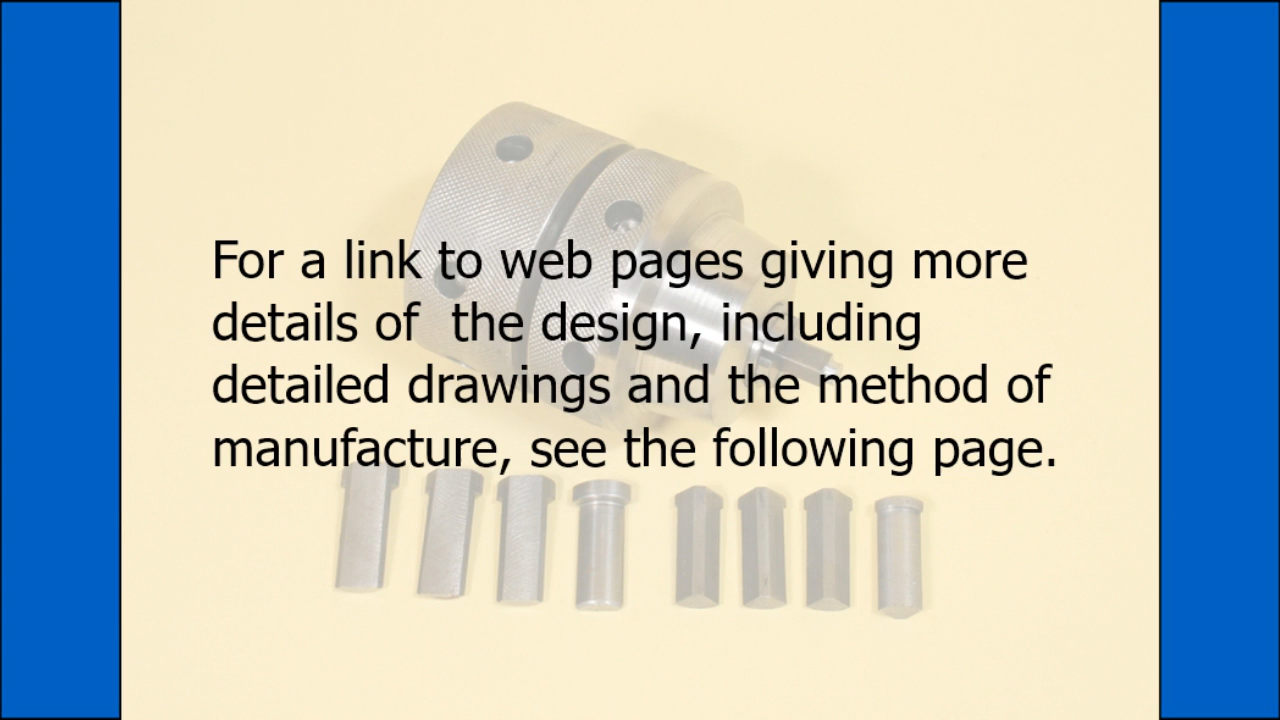 For a link to web pages giving more
details of  the design, including
detailed drawings and the method of
manufacture, see the following page.